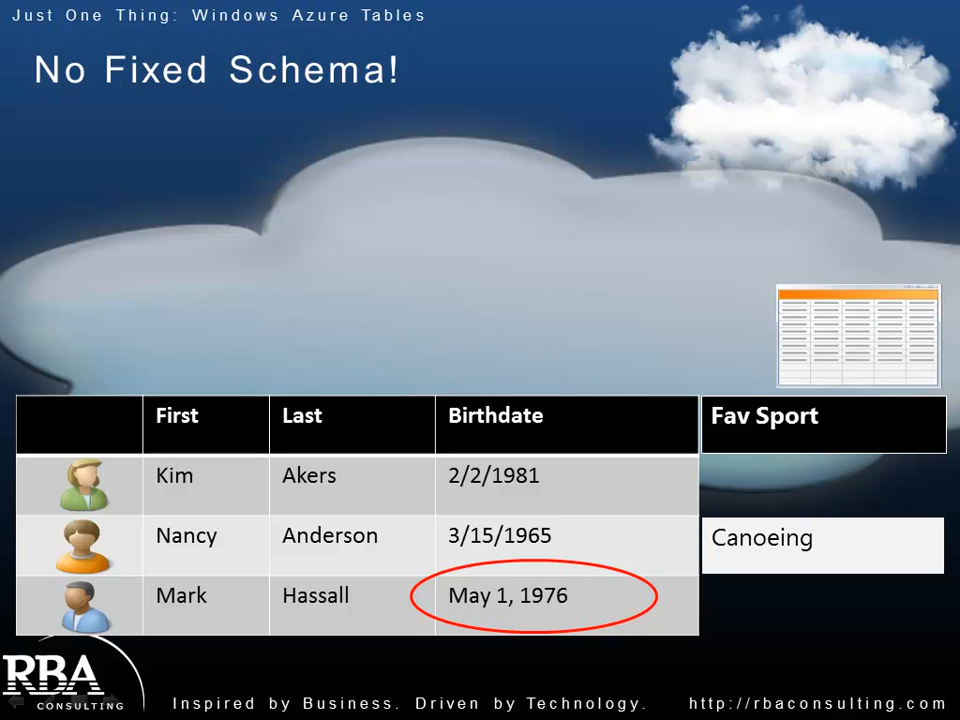 Just One Thing: Windows Azure Tables
No Fixed Schema!
First Last Birthdate Fav Sport
Kim Akers 2/2/1981
Nancy Anderson 3/15/1965 Canoeing
Mark Hassall May 1, 1976
RBA
CONSULTING
Inspired by Business. Driven by Technology. http://rbaconsulting.com